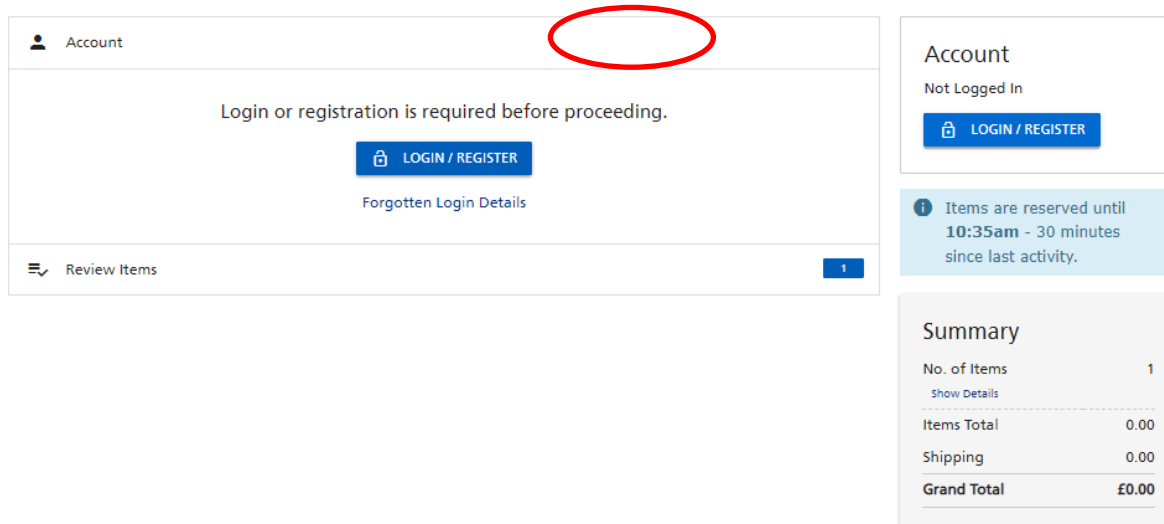 Account
Login or registration is required before proceeding.
LOGIN / REGISTER
Forgotten Login Details
Review Items
1
Account
Not Logged In
LOGIN / REGISTER
Items are reserved until
10:35am - 30 minutes
since last activity.
Summary
No. of Items 1
Show Details
Items Total 0.00
Shipping 0.00
Grand Total £0.00